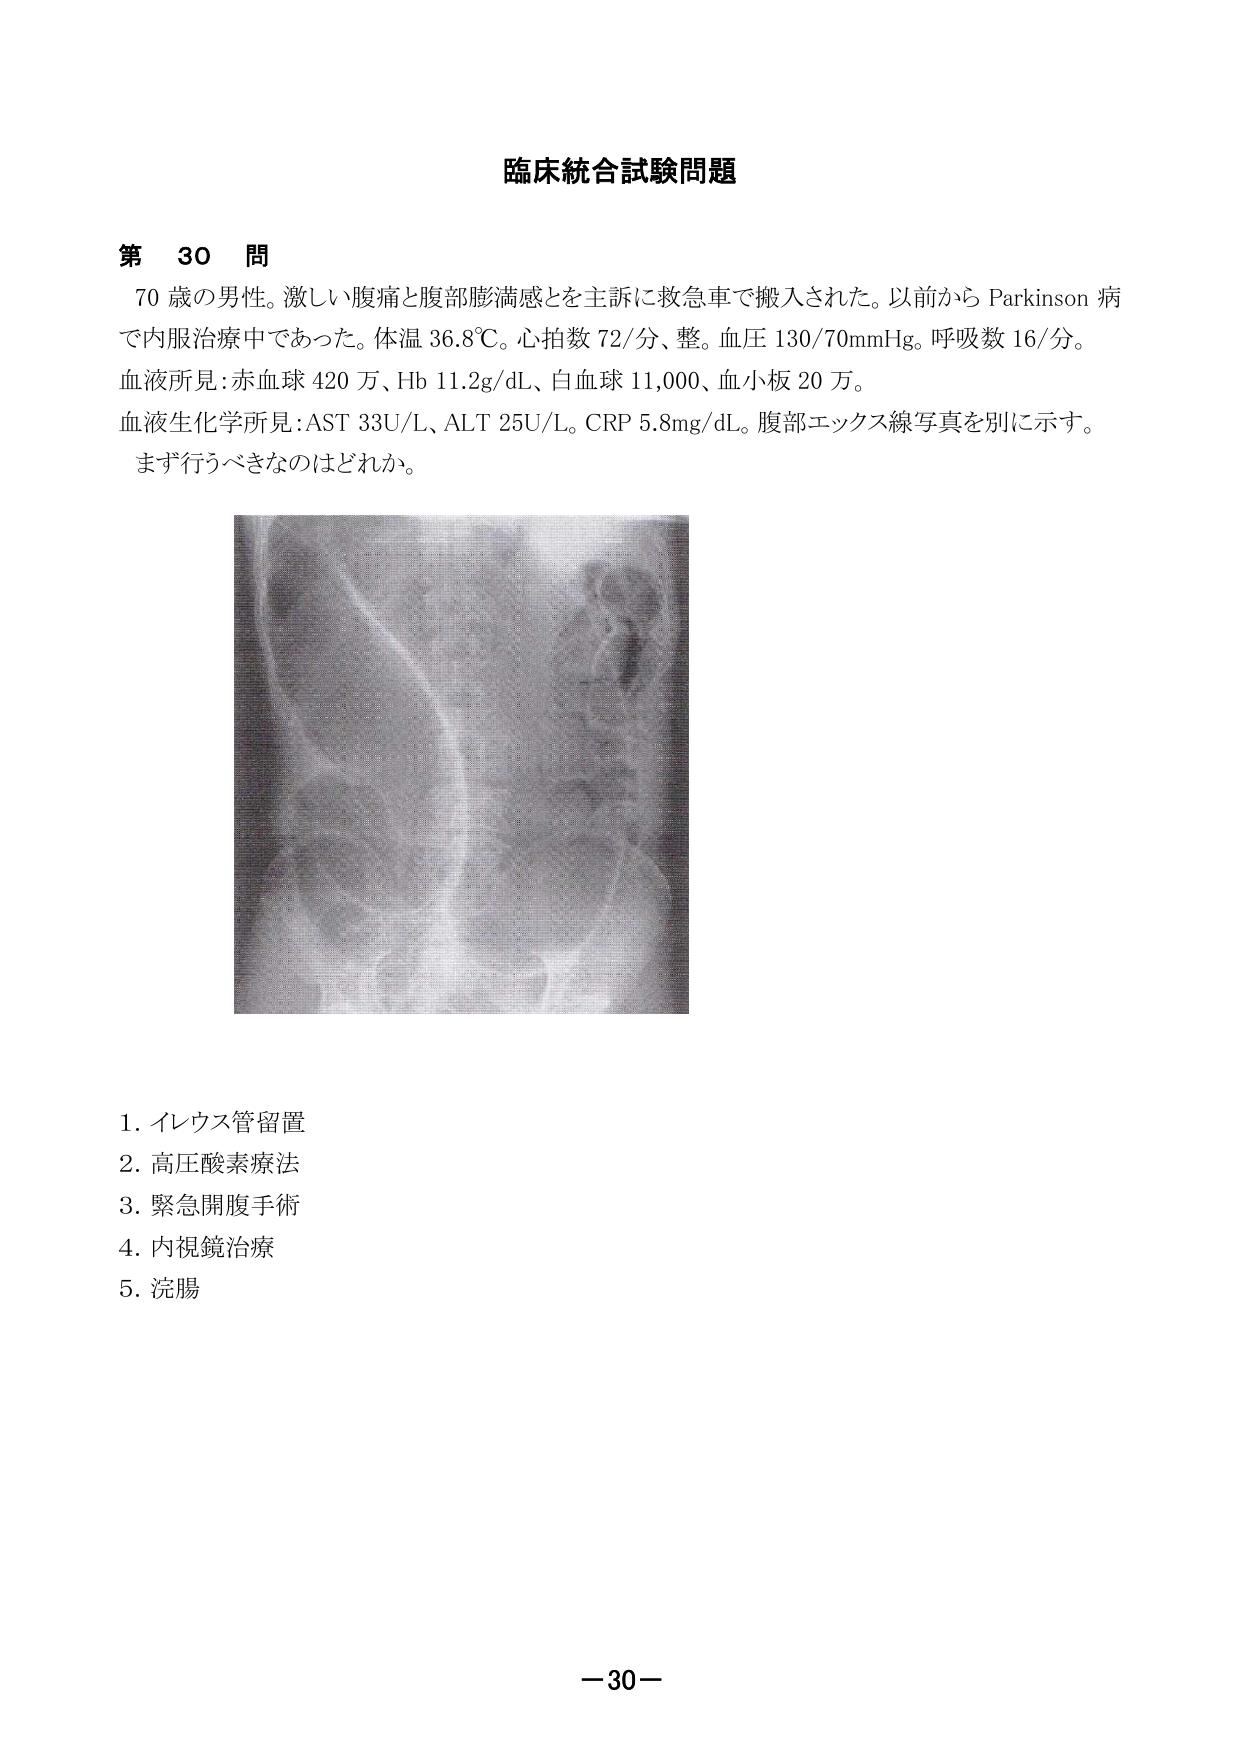 臨床統合試験問題
第 30 問
70 歳の男性。激しい腹痛と腹部膨満感とを主訴に救急車で搬入された。以前から Parkinson 病
で内服治療中であった。体温 36.8℃。心拍数 72/分、整。血圧 130/70mmHg。呼吸数 16/分。
血液所見:赤血球 420 万、Hb 11.2g/dL、白血球 11,000、血小板 20 万。
血液生化学所見:AST 33U/L、ALT 25U/L。CRP 5.8mg/dL。腹部エックス線写真を別に示す。
まず行うべきなのはどれか。
1. イレウス管留置
2. 高圧酸素療法
3. 緊急開腹手術
4. 内視鏡治療
5. 浣腸
－30－